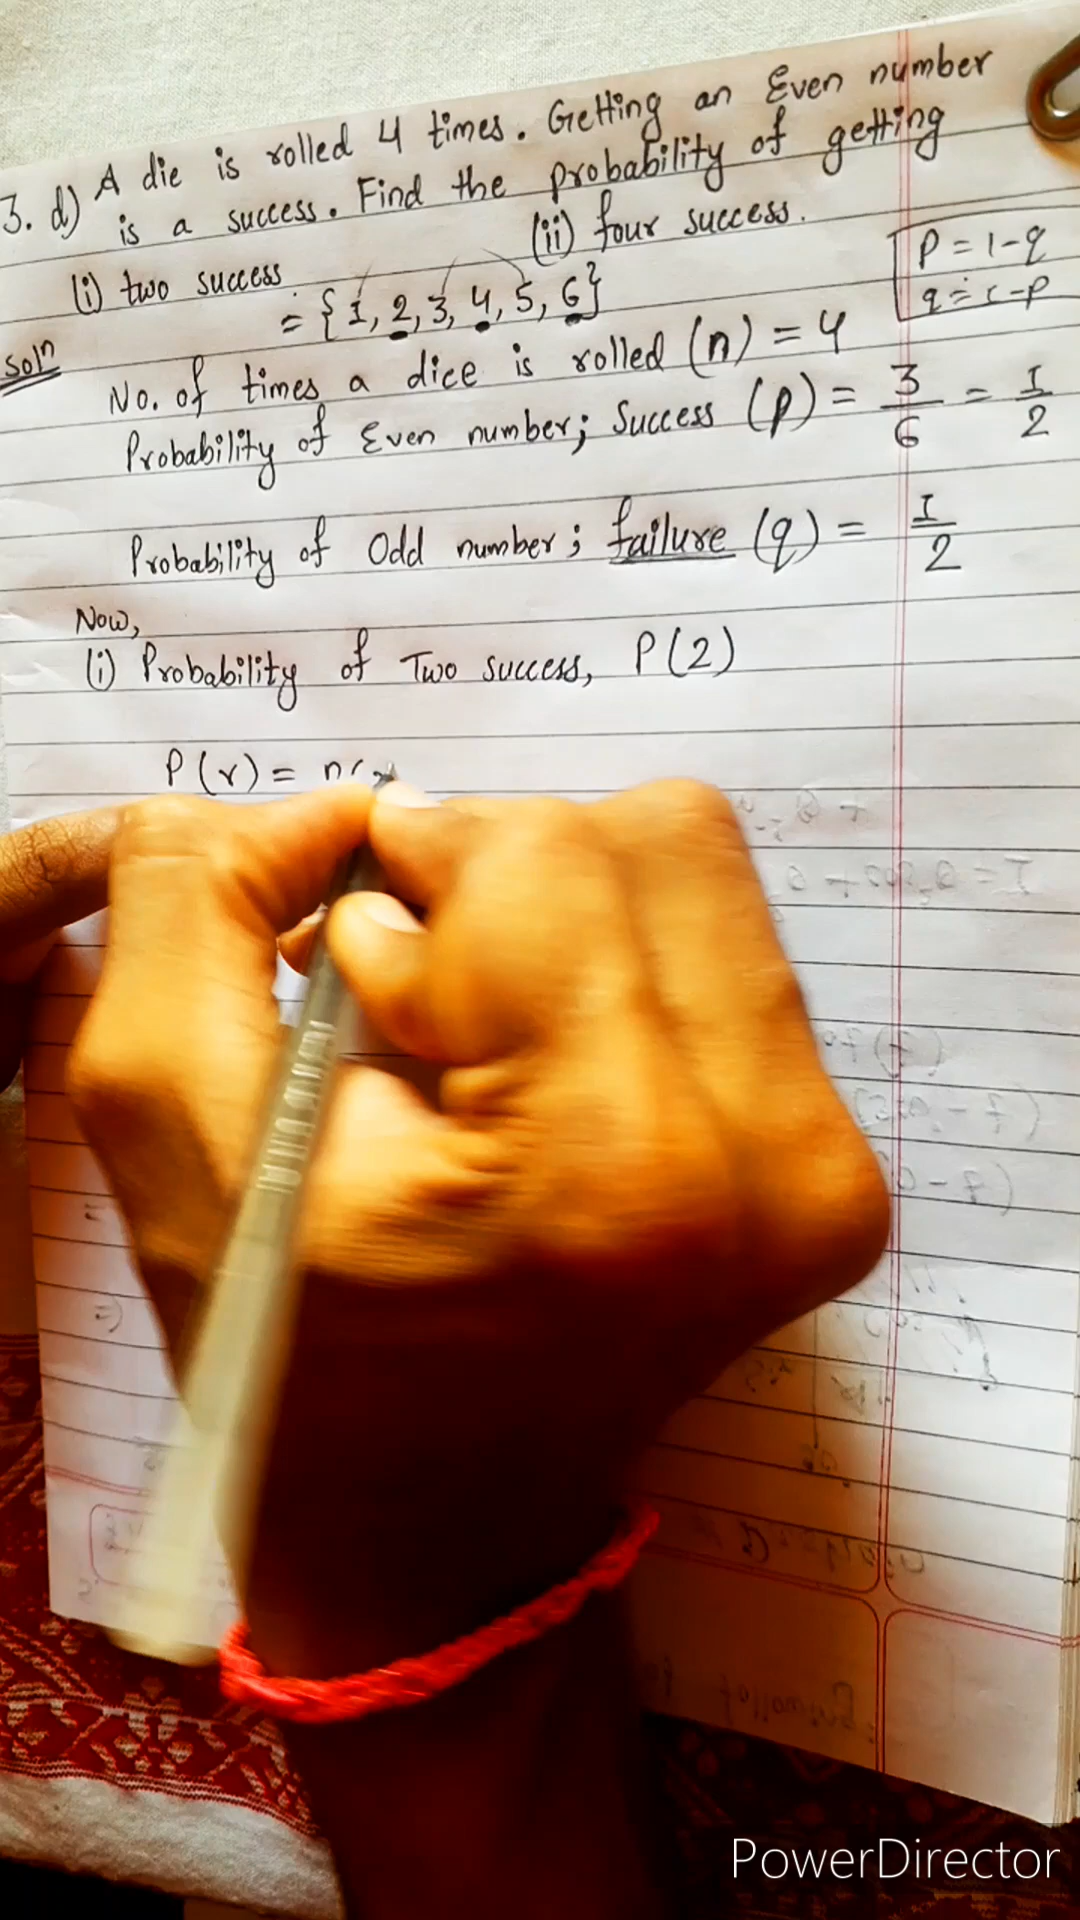 3. d) A die is rolled 4 times. Getting an Even number
is a success. Find the probability of getting
(i) two success (ii) four success.
P = 1-q
q = 1-p
Soln = {1, 2, 3, 4, 5, 6}
No. of times a dice is rolled (n) = 4
Probability of Even number; Success (p) = 3/6 = 1/2
Probability of Odd number; failure (q) = 1/2
Now,
(i) Probability of Two success, P(2)
P(r) = n
PowerDirector